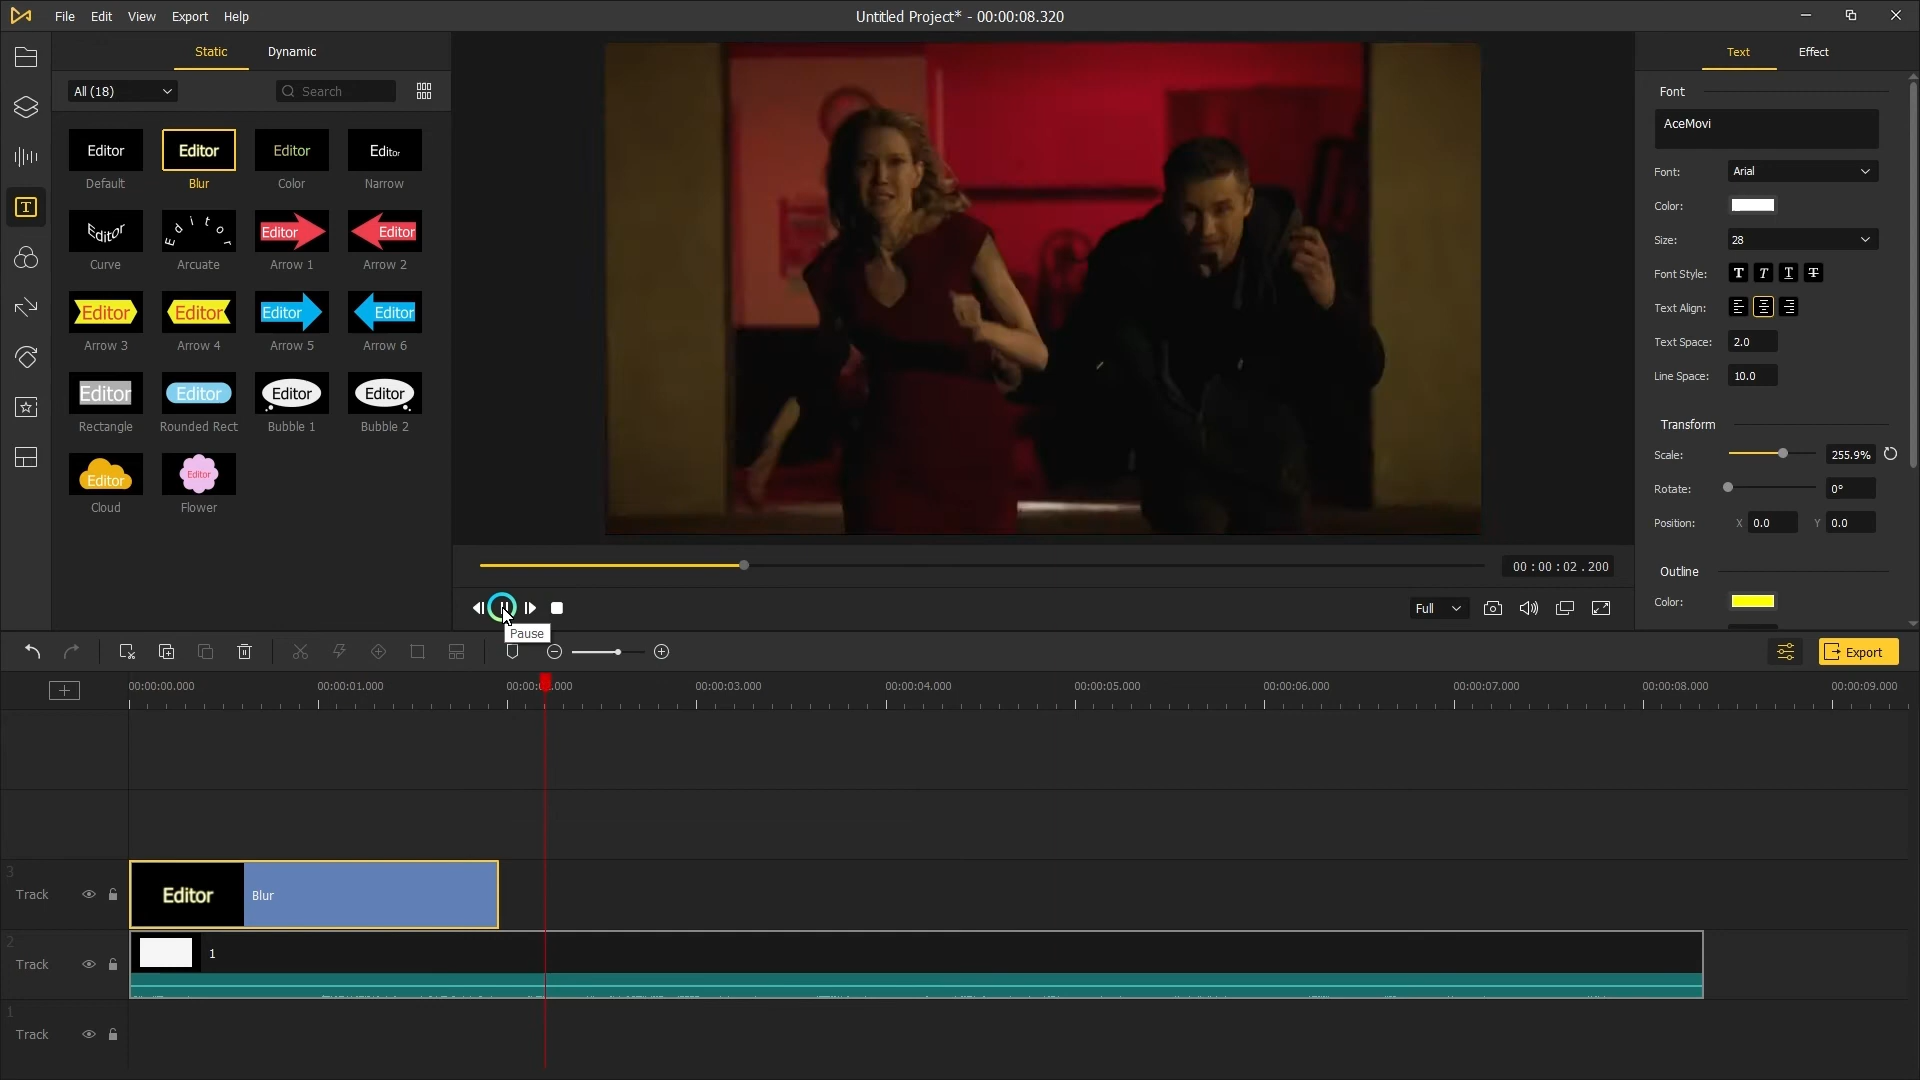 File Edit View Export Help
Untitled Project* - 00:00:08.320
Static Dynamic
All (18) Search
Editor Editor Editor Editor
Default Blur Color Narrow
Editor Editor Editor Editor
Curve Arcuate Arrow 1 Arrow 2
Editor Editor Editor Editor
Arrow 3 Arrow 4 Arrow 5 Arrow 6
Editor Editor Editor Editor
Rectangle Rounded Rect Bubble 1 Bubble 2
Editor Editor
Cloud Flower
00 : 00 : 02 . 200
Full
Pause
Text Effect
Font
AceMovi
Font: Arial
Color:
Size: 28
Font Style: T T T T
Text Align:
Text Space: 2.0
Line Space: 10.0
Transform
Scale: 255.9%
Rotate: 0°
Position: X 0.0 Y 0.0
Outline
Color:
Export
00:00:00.000 00:00:01.000 00:00:02.000 00:00:03.000 00:00:04.000 00:00:05.000 00:00:06.000 00:00:07.000 00:00:08.000 00:00:09.000
3
Track Editor Blur
2
Track 1
1
Track